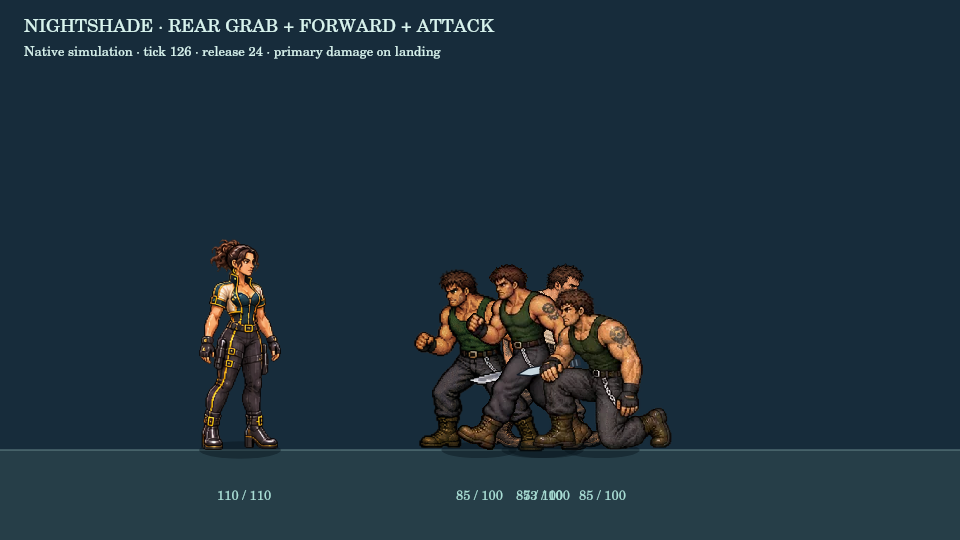 NIGHTSHADE · REAR GRAB + FORWARD + ATTACK
Native simulation · tick 126 · release 24 · primary damage on landing
110 / 110 85 / 100 85 / 100